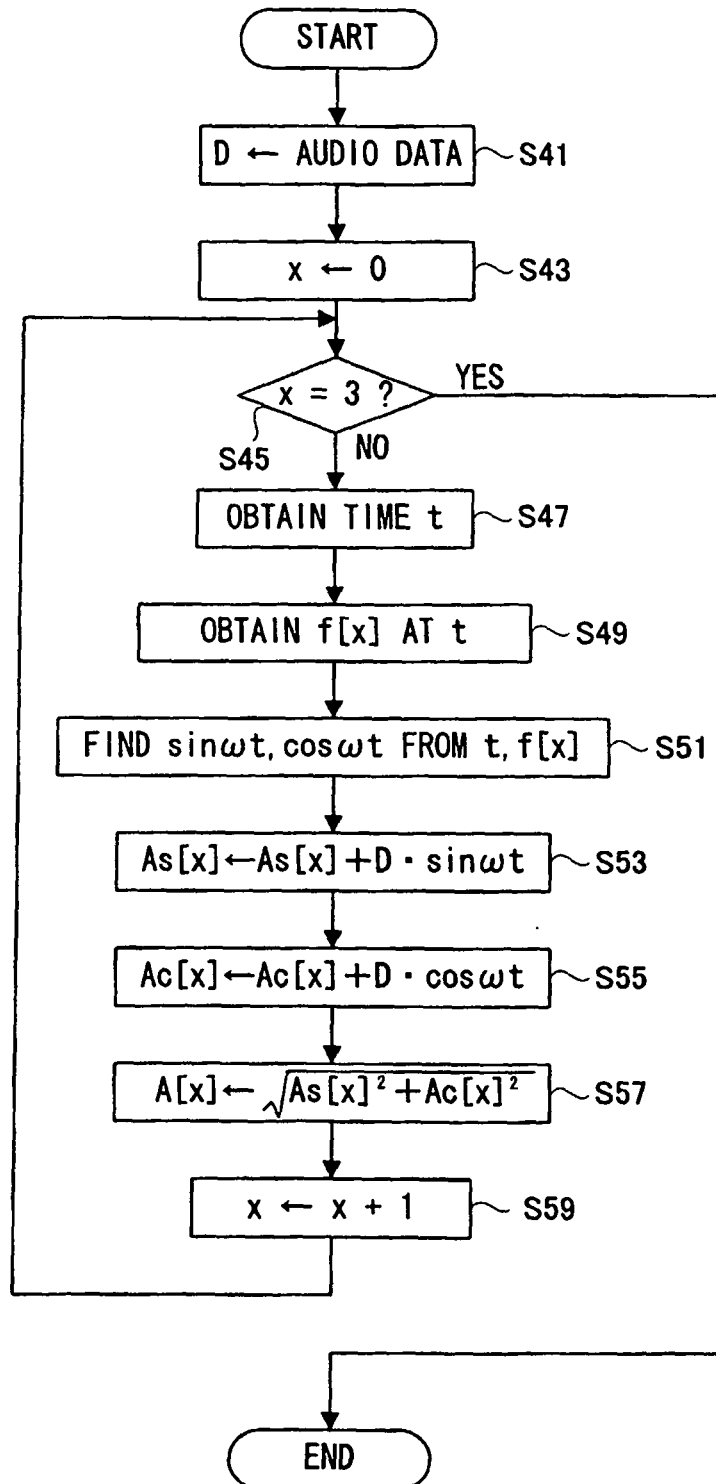 START
D ← AUDIO DATA S41
x ← 0 S43
x = 3 ? YES
S45 NO
OBTAIN TIME t S47
OBTAIN f[x] AT t S49
FIND sinωt, cosωt FROM t, f[x] S51
As[x]←As[x]+D・sinωt S53
Ac[x]←Ac[x]+D・cosωt S55
A[x]←√As[x]²+Ac[x]² S57
x ← x + 1 S59
END